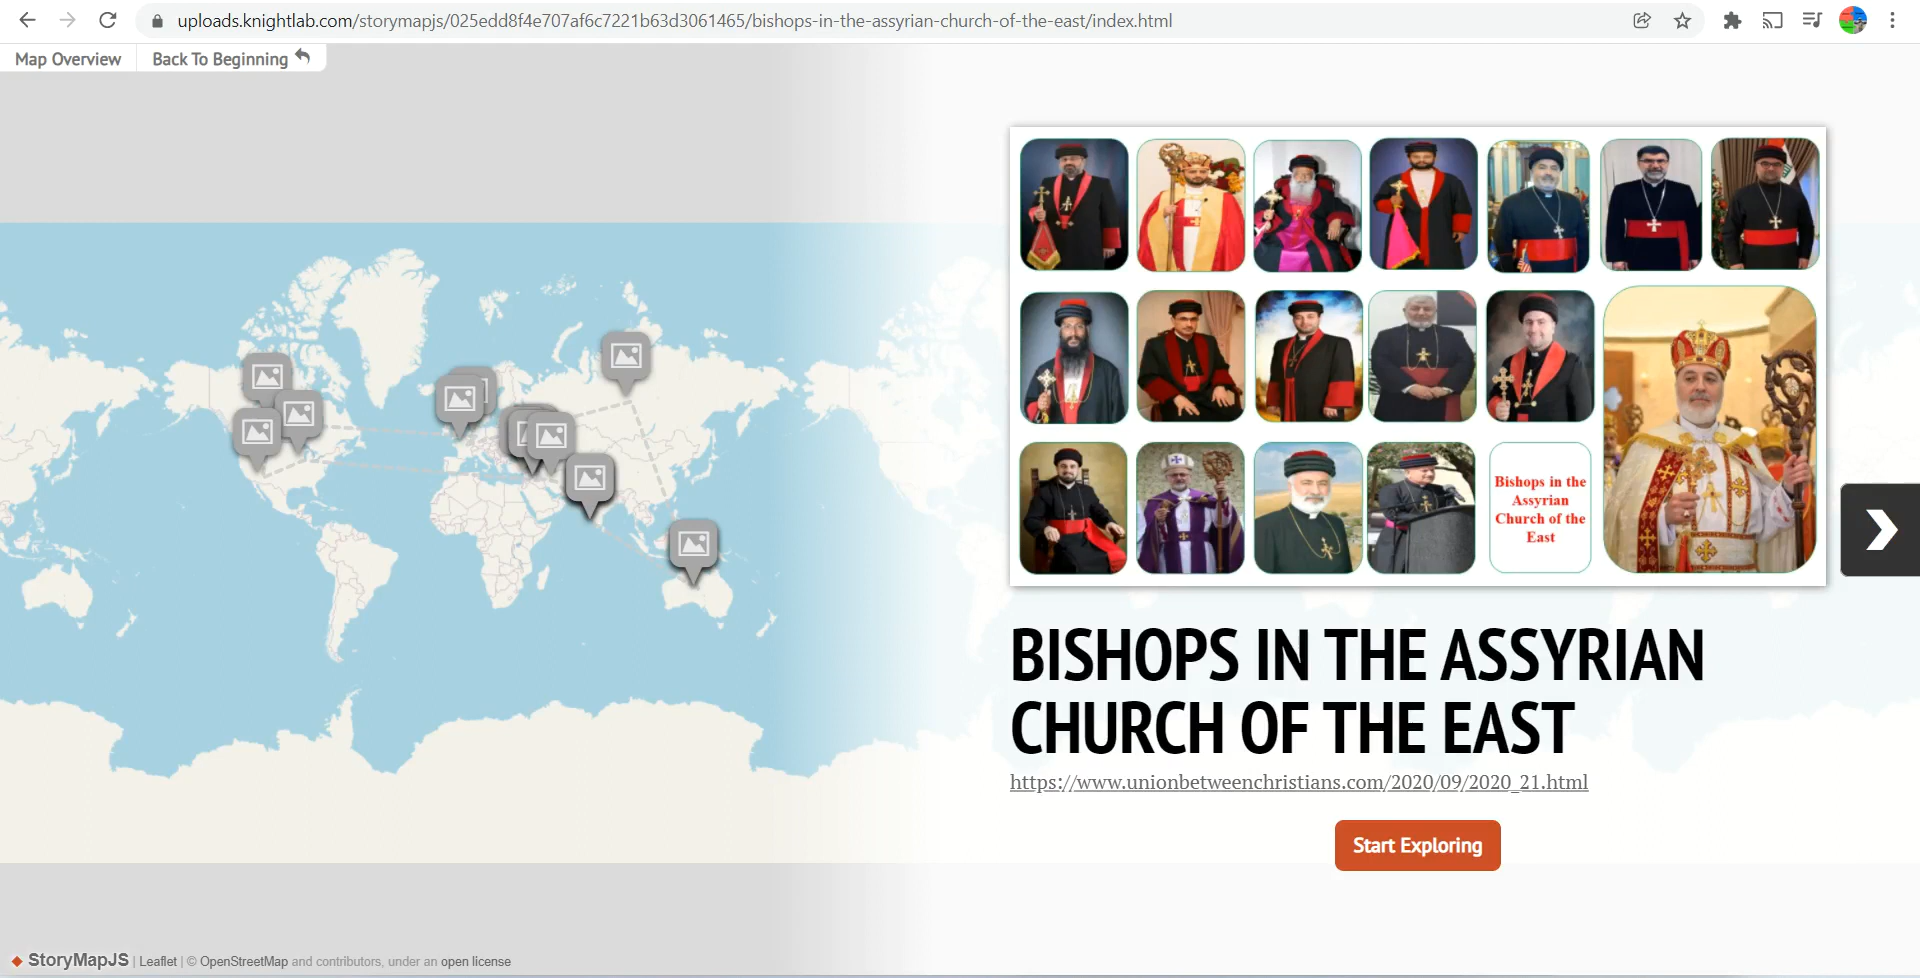 uploads.knightlab.com/storymapjs/025edd8f4e707af6c7221b63d3061465/bishops-in-the-assyrian-church-of-the-east/index.html
Map Overview
Back To Beginning
Bishops in the
Assyrian
Church of the
East
BISHOPS IN THE ASSYRIAN
CHURCH OF THE EAST
https://www.unionbetweenchristians.com/2020/09/2020_21.html
Start Exploring
StoryMapJS | Leaflet | © OpenStreetMap and contributors, under an open license